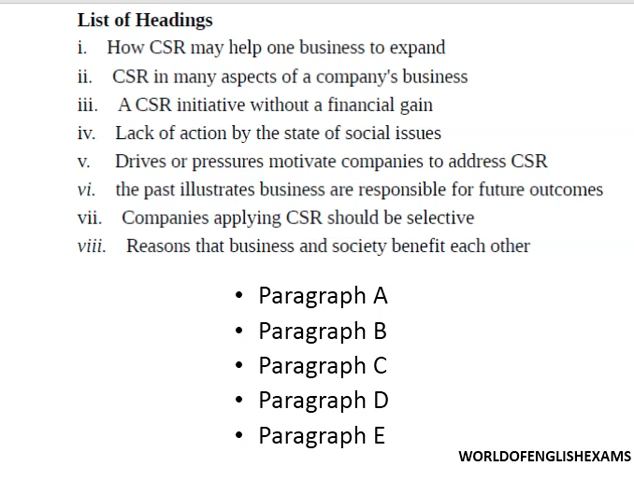 List of Headings
i. How CSR may help one business to expand
ii. CSR in many aspects of a company's business
iii. A CSR initiative without a financial gain
iv. Lack of action by the state of social issues
v. Drives or pressures motivate companies to address CSR
vi. the past illustrates business are responsible for future outcomes
vii. Companies applying CSR should be selective
viii. Reasons that business and society benefit each other
• Paragraph A
• Paragraph B
• Paragraph C
• Paragraph D
• Paragraph E
WORLDOFENGLISHEXAMS